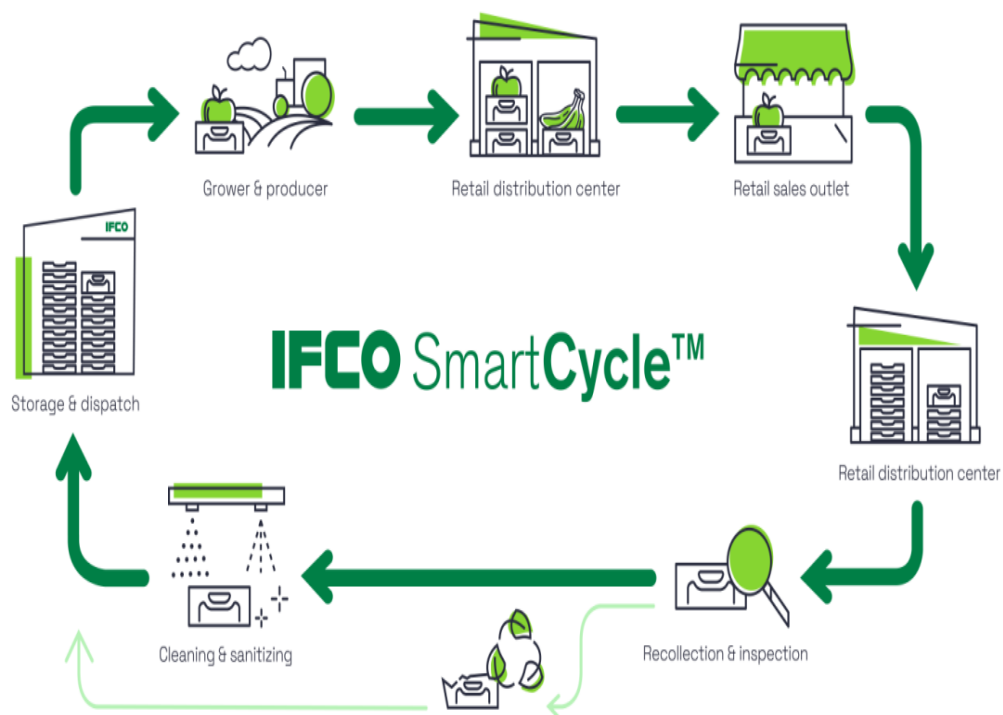 Grower & producer
Retail distribution center
Retail sales outlet
IFCO
Storage & dispatch
IFCO SmartCycle™
Retail distribution center
Recollection & inspection
Cleaning & sanitizing